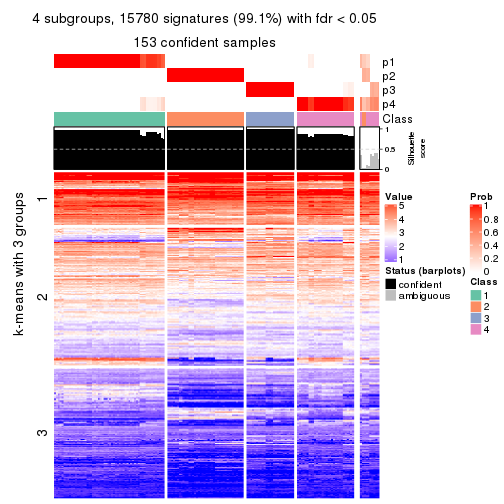 4 subgroups, 15780 signatures (99.1%) with fdr < 0.05
153 confident samples
p1
p2
p3
p4
Class
1
0.5
0
Silhouette
score
k-means with 3 groups
1
2
3
Value
5
4
3
2
1
Status (barplots)
confident
ambiguous
Prob
1
0.8
0.6
0.4
0.2
0
Class
1
2
3
4